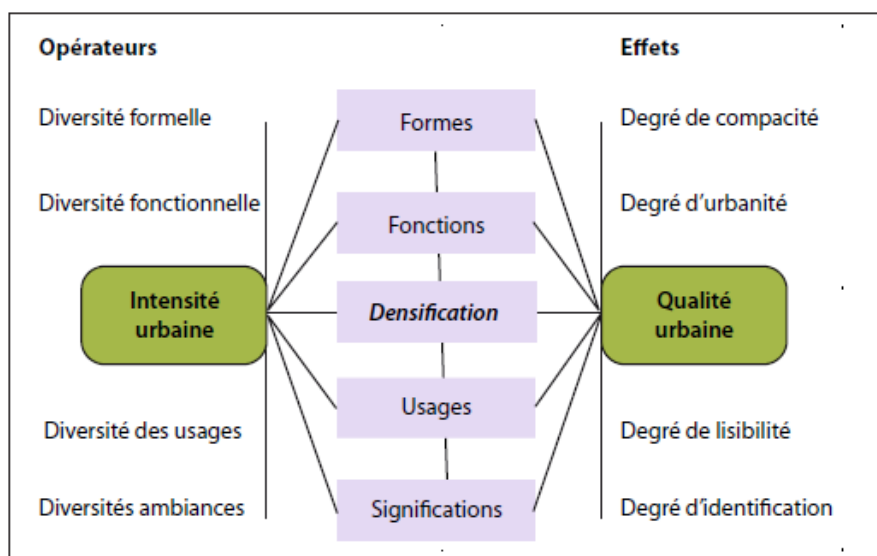 Opérateurs
Effets
Diversité formelle
Formes
Degré de compacité
Diversité fonctionnelle
Fonctions
Degré d'urbanité
Intensité
urbaine
Densification
Qualité
urbaine
Diversité des usages
Usages
Degré de lisibilité
Diversités ambiances
Significations
Degré d'identification